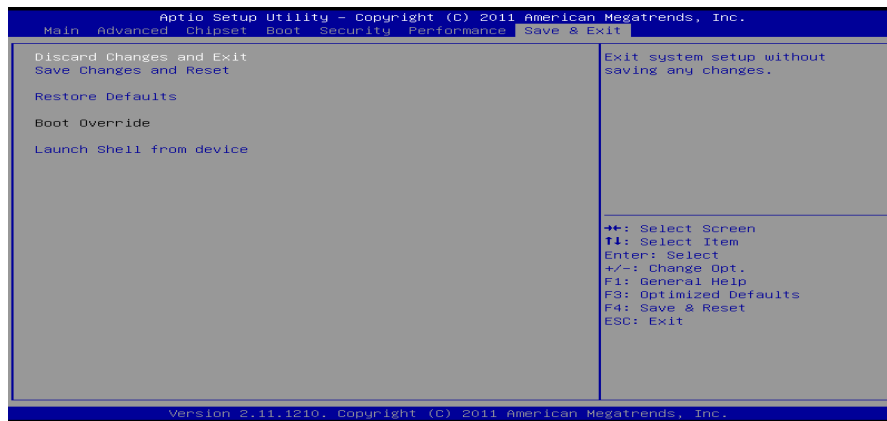 Aptio Setup Utility – Copyright (C) 2011 American Megatrends, Inc.
Main Advanced Chipset Boot Security Performance Save & Exit
Discard Changes and Exit
Save Changes and Reset
Restore Defaults
Boot Override
Launch Shell from device
Exit system setup without
saving any changes.
→←: Select Screen
↑↓: Select Item
Enter: Select
+/-: Change Opt.
F1: General Help
F3: Optimized Defaults
F4: Save & Reset
ESC: Exit
Version 2.11.1210. Copyright (C) 2011 American Megatrends, Inc.